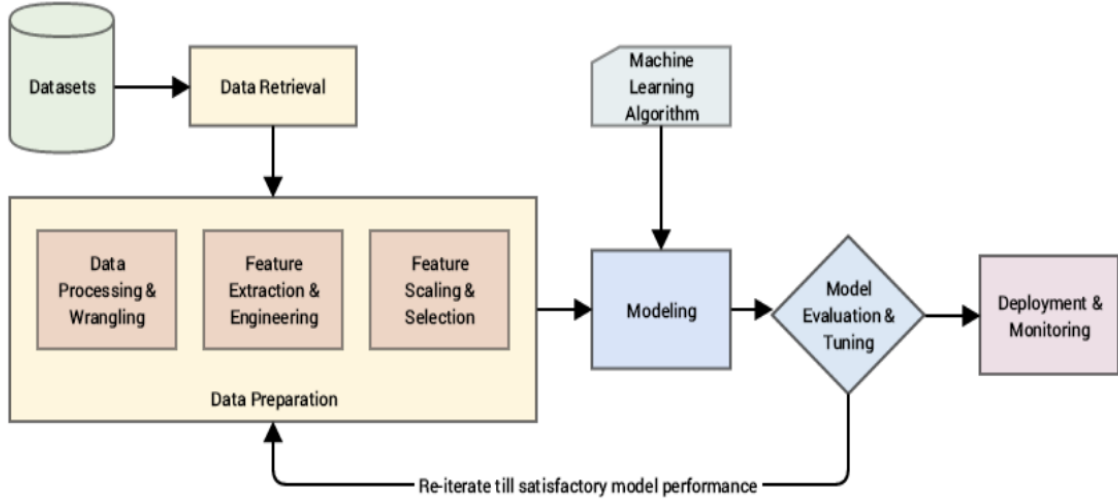 Datasets
Data Retrieval
Machine
Learning
Algorithm
Data
Processing &
Wrangling
Feature
Extraction &
Engineering
Feature
Scaling &
Selection
Data Preparation
Modeling
Model
Evaluation &
Tuning
Deployment &
Monitoring
Re-iterate till satisfactory model performance